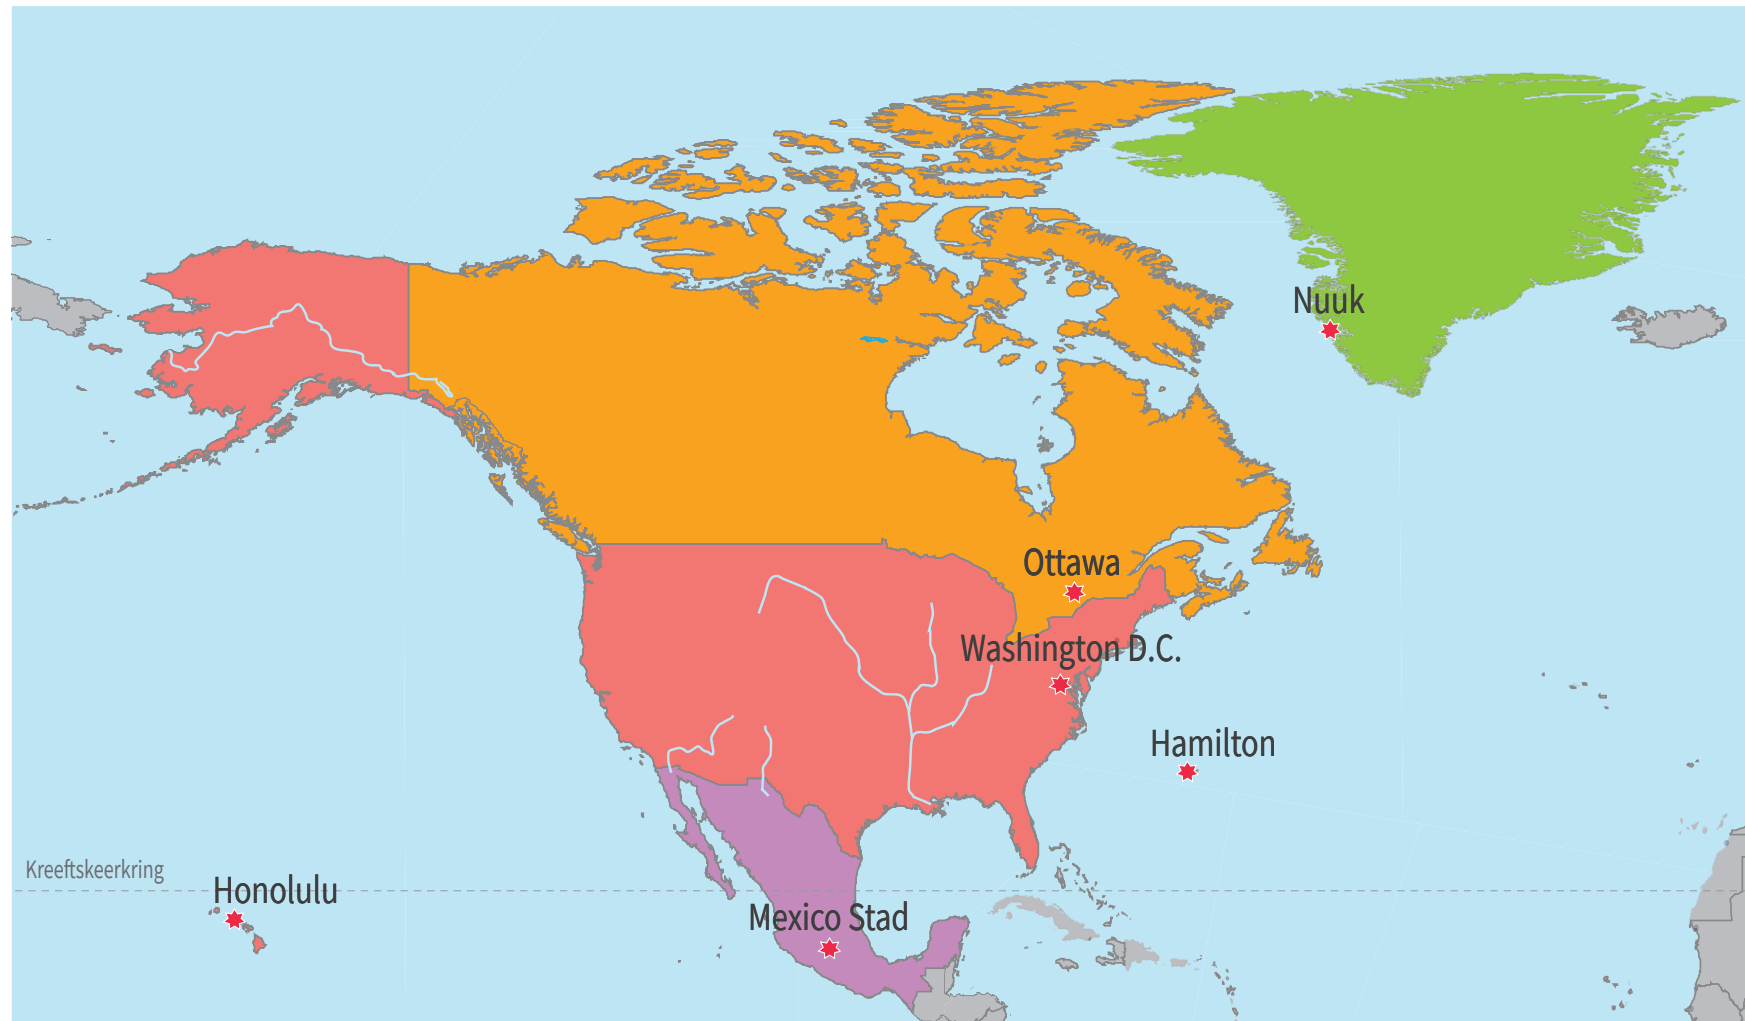 Nuuk
Ottawa
Washington D.C.
Hamilton
Kreeftskeerkring
Honolulu
Mexico Stad